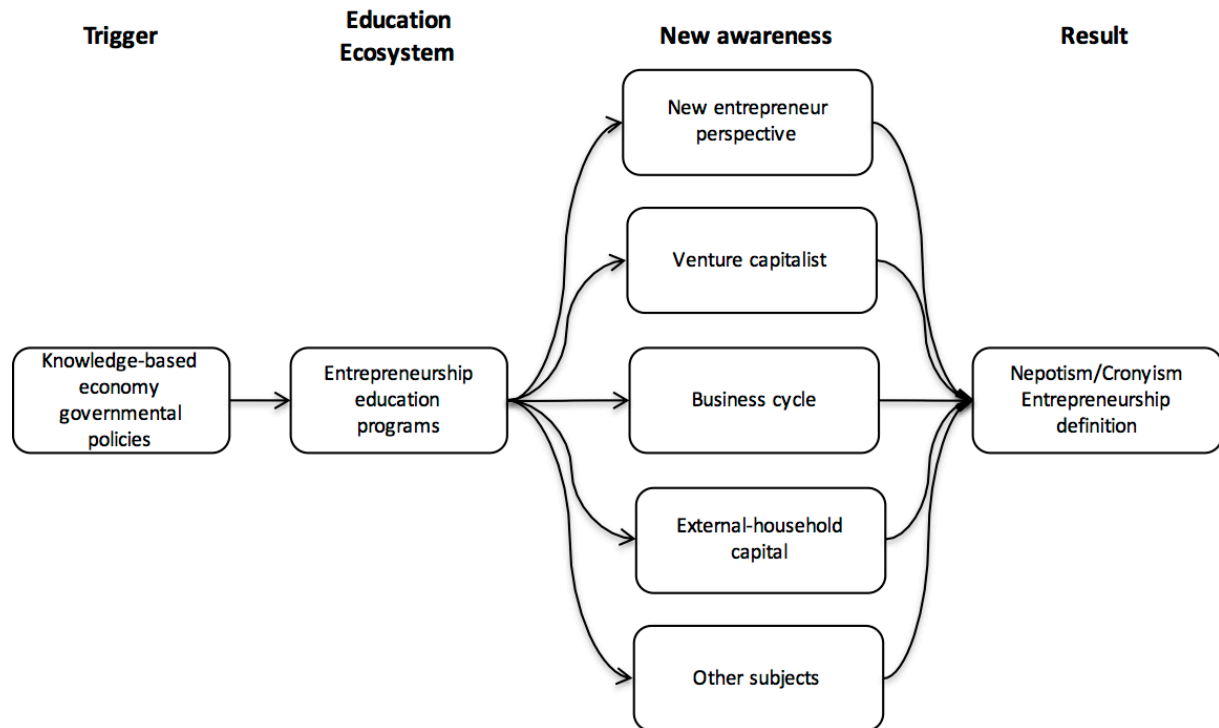 Trigger
Education
Ecosystem
New awareness
Result
Knowledge-based
economy
governmental
policies
Entrepreneurship
education
programs
New entrepreneur
perspective
Venture capitalist
Business cycle
External-household
capital
Other subjects
Nepotism/Cronyism
Entrepreneurship
definition